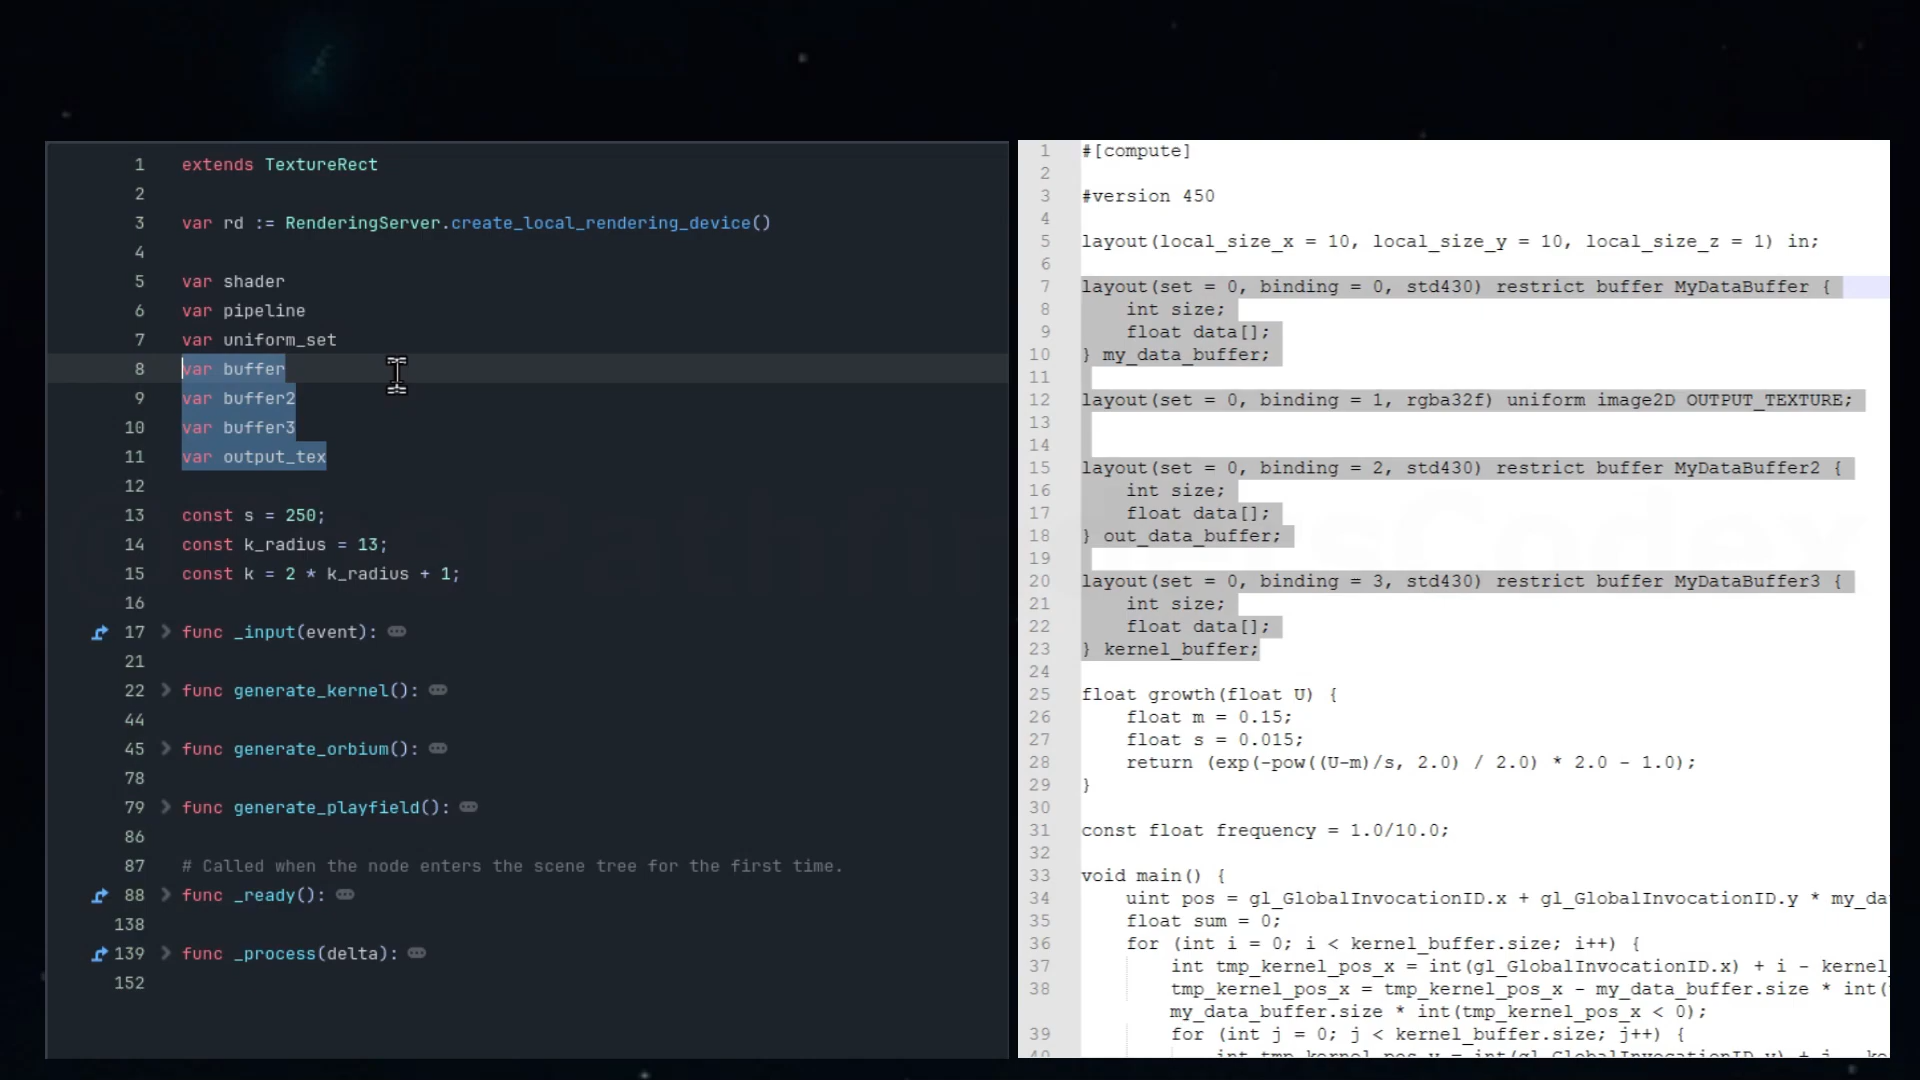 1 extends TextureRect
2
3 var rd := RenderingServer.create_local_rendering_device()
4
5 var shader
6 var pipeline
7 var uniform_set
8 var buffer
9 var buffer2
10 var buffer3
11 var output_tex
12
13 const s = 250;
14 const k_radius = 13;
15 const k = 2 * k_radius + 1;
16
17 func _input(event):
21
22 func generate_kernel():
44
45 func generate_orbium():
78
79 func generate_playfield():
86
87 # Called when the node enters the scene tree for the first time.
88 func _ready():
138
139 func _process(delta):
152
1 #[compute]
2
3 #version 450
4
5 layout(local_size_x = 10, local_size_y = 10, local_size_z = 1) in;
6
7 layout(set = 0, binding = 0, std430) restrict buffer MyDataBuffer {
8 int size;
9 float data[];
10 } my_data_buffer;
11
12 layout(set = 0, binding = 1, rgba32f) uniform image2D OUTPUT_TEXTURE;
13
14
15 layout(set = 0, binding = 2, std430) restrict buffer MyDataBuffer2 {
16 int size;
17 float data[];
18 } out_data_buffer;
19
20 layout(set = 0, binding = 3, std430) restrict buffer MyDataBuffer3 {
21 int size;
22 float data[];
23 } kernel_buffer;
24
25 float growth(float U) {
26 float m = 0.15;
27 float s = 0.015;
28 return (exp(-pow((U-m)/s, 2.0) / 2.0) * 2.0 - 1.0);
29 }
30
31 const float frequency = 1.0/10.0;
32
33 void main() {
34 uint pos = gl_GlobalInvocationID.x + gl_GlobalInvocationID.y * my_da
35 float sum = 0;
36 for (int i = 0; i < kernel_buffer.size; i++) {
37 int tmp_kernel_pos_x = int(gl_GlobalInvocationID.x) + i - kernel_
38 tmp_kernel_pos_x = tmp_kernel_pos_x - my_data_buffer.size * int(
my_data_buffer.size * int(tmp_kernel_pos_x < 0);
39 for (int j = 0; j < kernel_buffer.size; j++) {